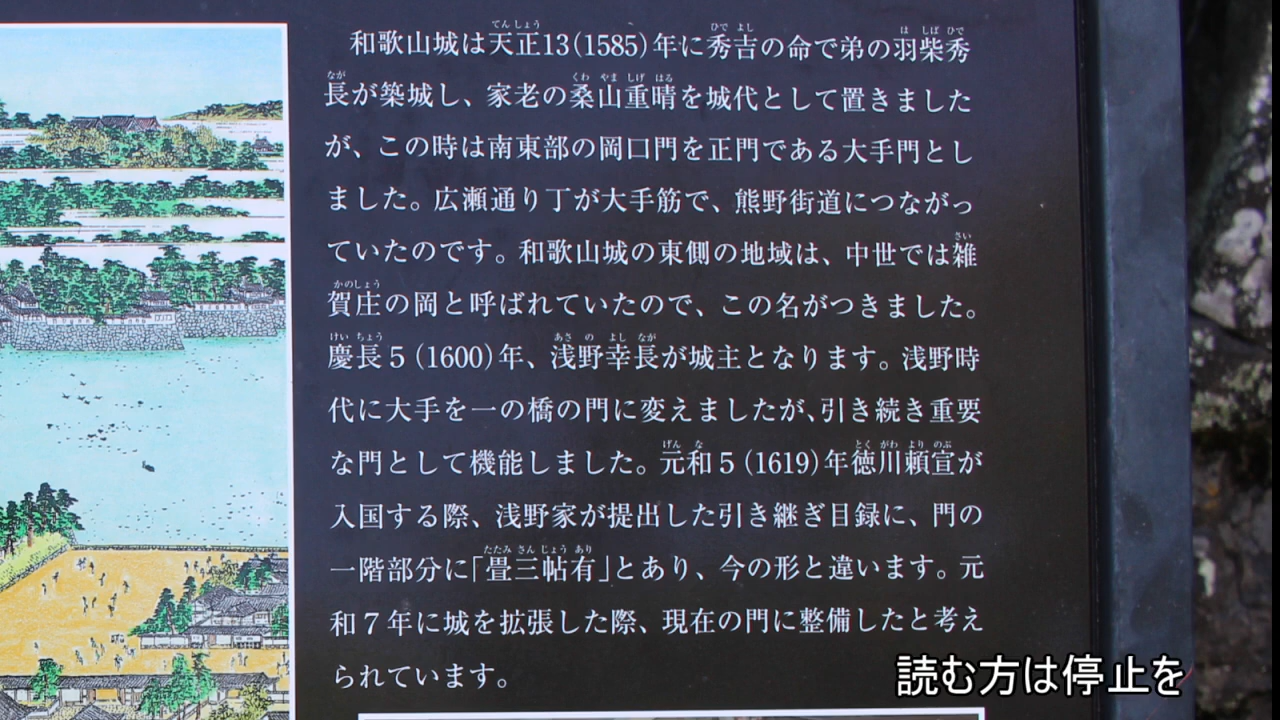 和歌山城は天正13(1585)年に秀吉の命で弟の羽柴秀
長が築城し、家老の桑山重晴を城代として置きました
が、この時は南東部の岡口門を正門である大手門とし
ました。広瀬通り丁が大手筋で、熊野街道につながっ
ていたのです。和歌山城の東側の地域は、中世では雑
賀庄の岡と呼ばれていたので、この名がつきました。
慶長5(1600)年、浅野幸長が城主となります。浅野時
代に大手を一の橋の門に変えましたが、引き続き重要
な門として機能しました。元和5(1619)年徳川頼宣が
入国する際、浅野家が提出した引き継ぎ目録に、門の
一階部分に「畳三帖有」とあり、今の形と違います。元
和7年に城を拡張した際、現在の門に整備したと考え
られています。
読む方は停止を